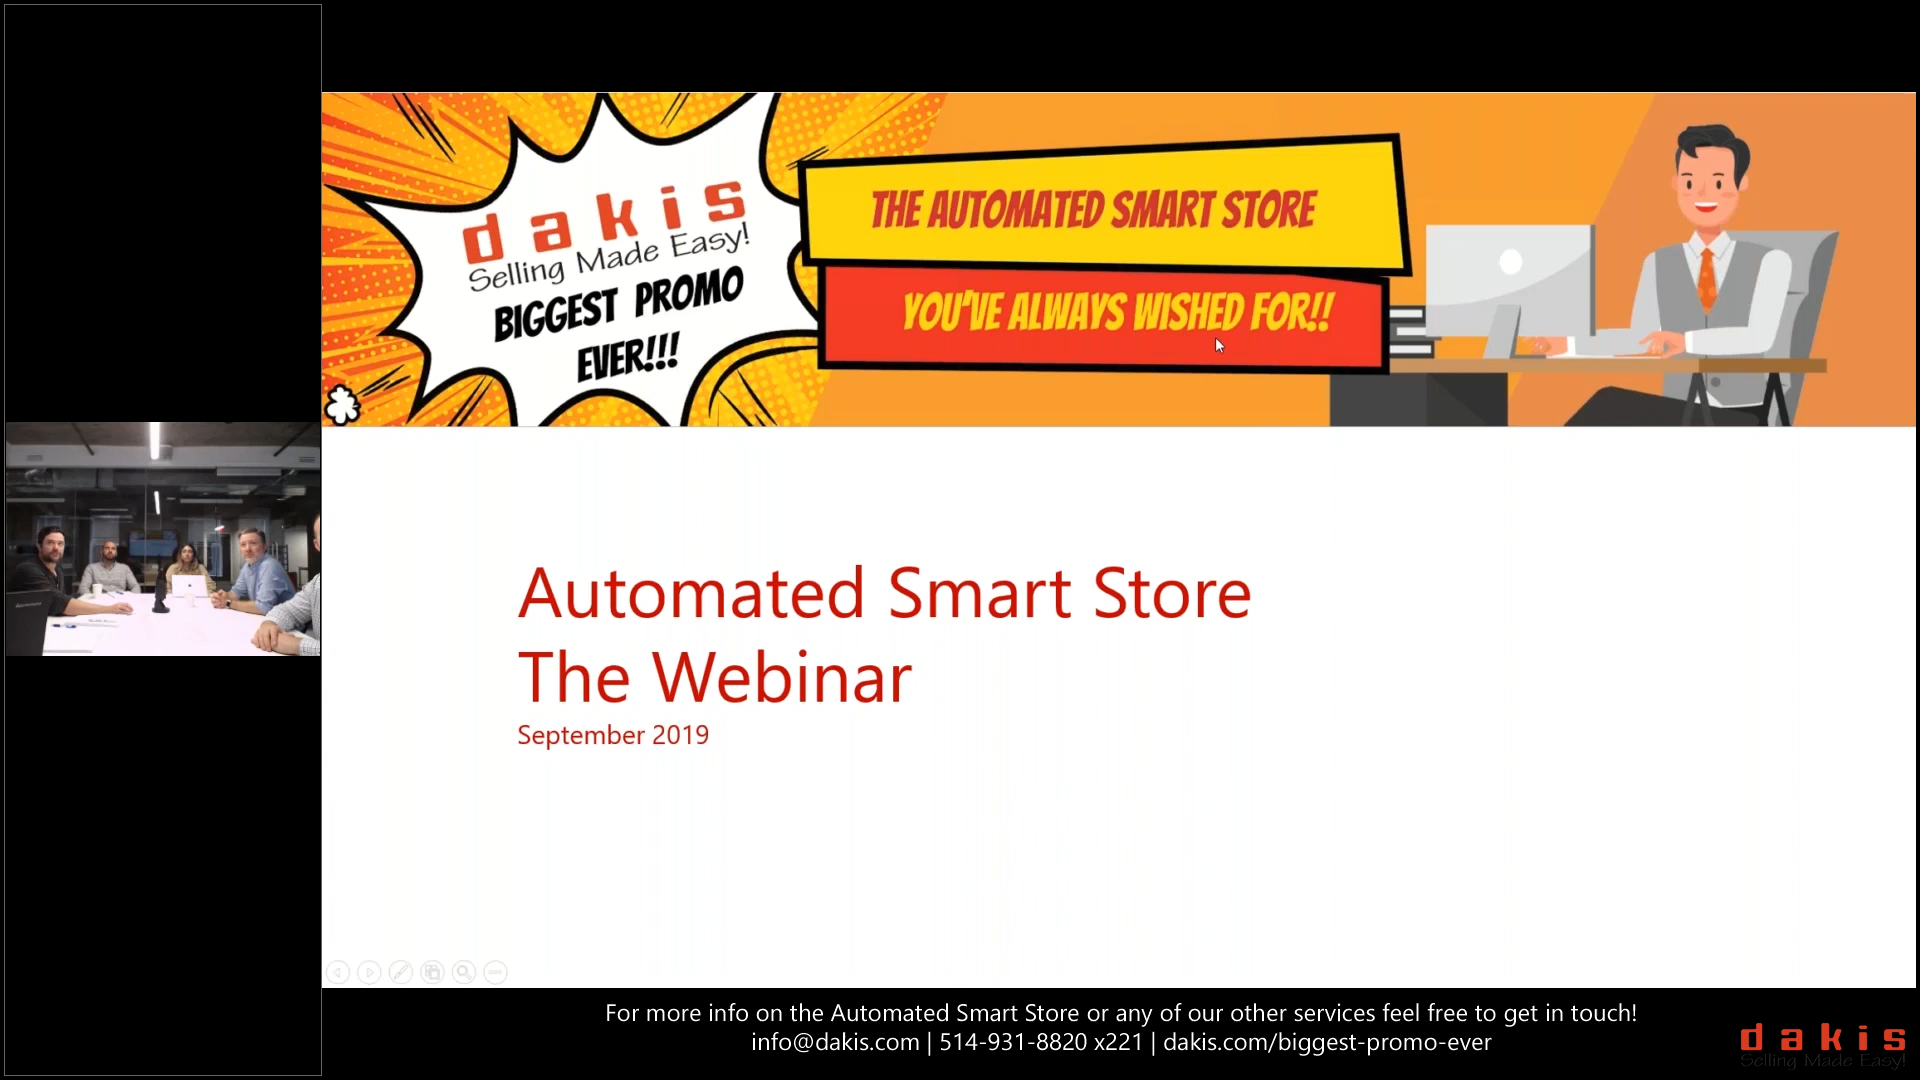 dakis
Selling Made Easy!
BIGGEST PROMO
EVER!!!
THE AUTOMATED SMART STORE
YOU'VE ALWAYS WISHED FOR!!
Automated Smart Store
The Webinar
September 2019
For more info on the Automated Smart Store or any of our other services feel free to get in touch!
info@dakis.com | 514-931-8820 x221 | dakis.com/biggest-promo-ever
dakis
Selling Made Easy!